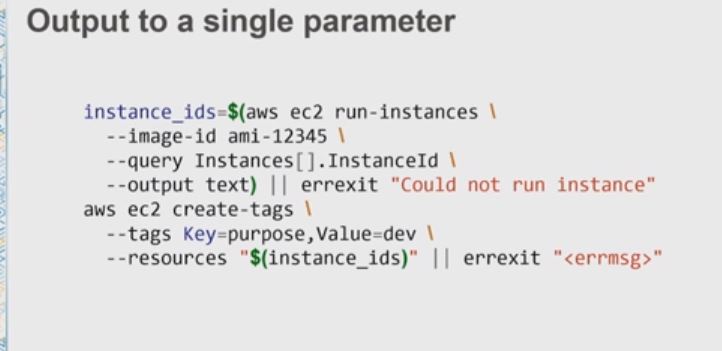 Output to a single parameter
instance_ids=$(aws ec2 run-instances \
--image-id ami-12345 \
--query Instances[].InstanceId \
--output text) || errexit "Could not run instance"
aws ec2 create-tags \
--tags Key=purpose,Value=dev \
--resources "$(instance_ids)" || errexit "<errmsg>"